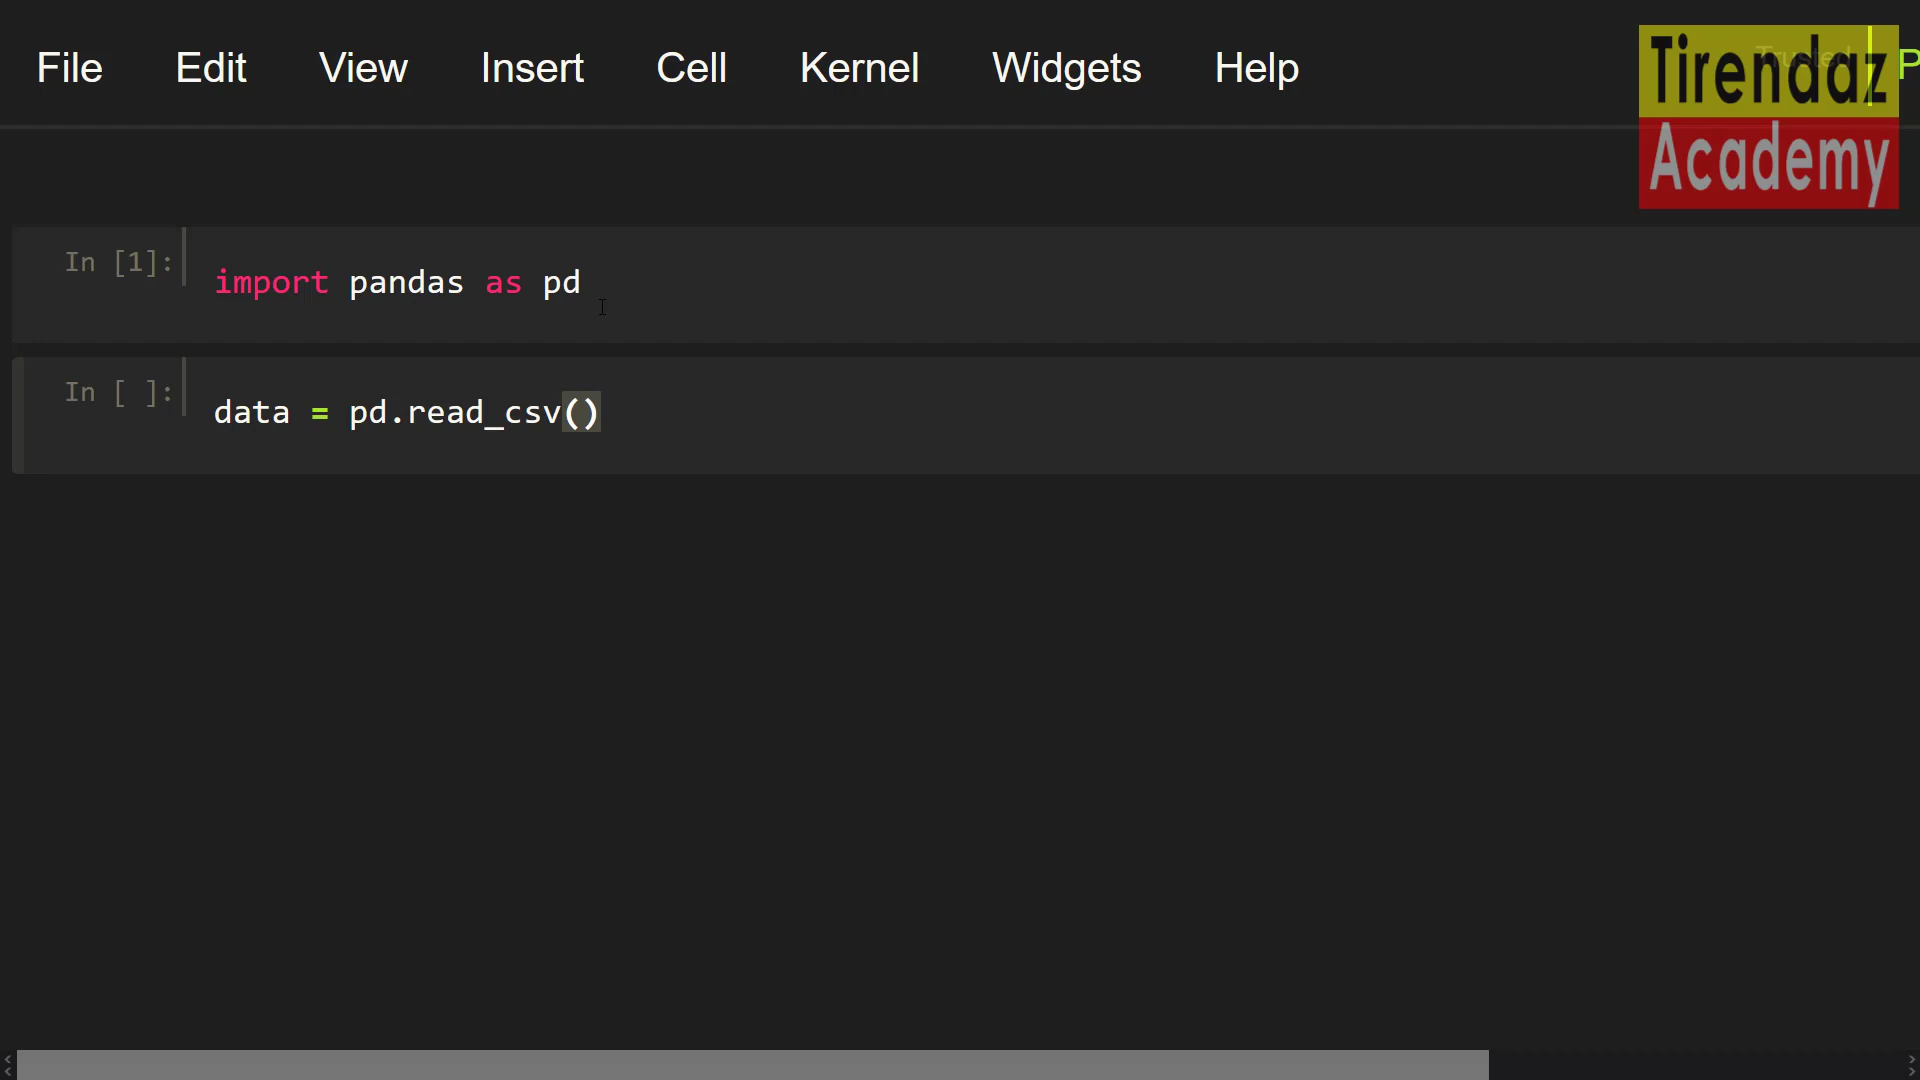 File Edit View Insert Cell Kernel Widgets Help Trusted P
Tirendaz
Academy
In [1]: import pandas as pd
In [ ]: data = pd.read_csv()